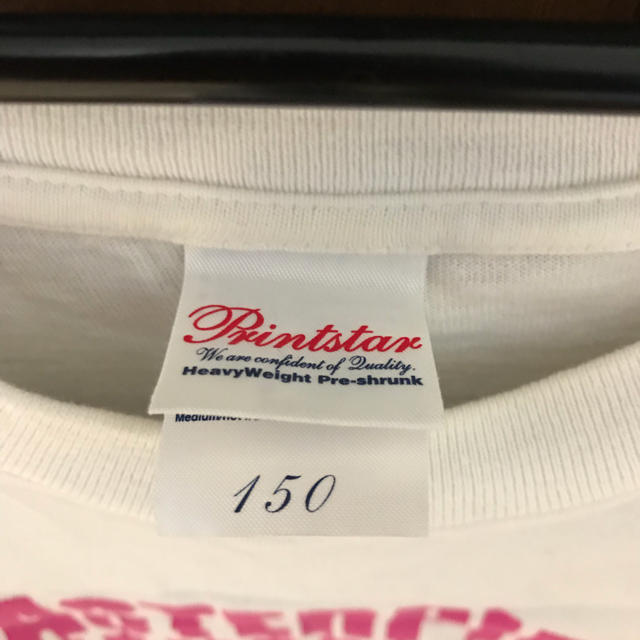 Printstar
We are confident of Quality.
HeavyWeight Pre-shrunk
150